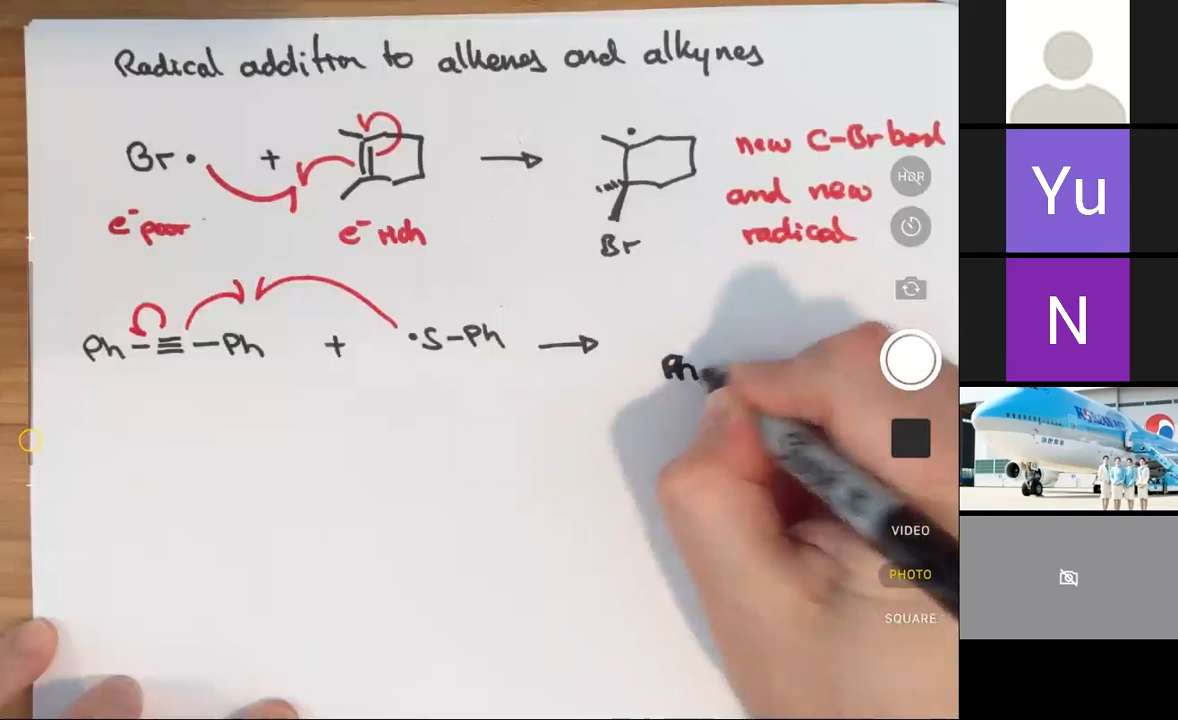 Radical addition to alkenes and alkynes
Br • + → new C-Br bond
and new
radical
e⁻ poor e⁻ rich Br
Ph-≡-Ph + •S-Ph → Ph
HDR
VIDEO
PHOTO
SQUARE
Yu
N